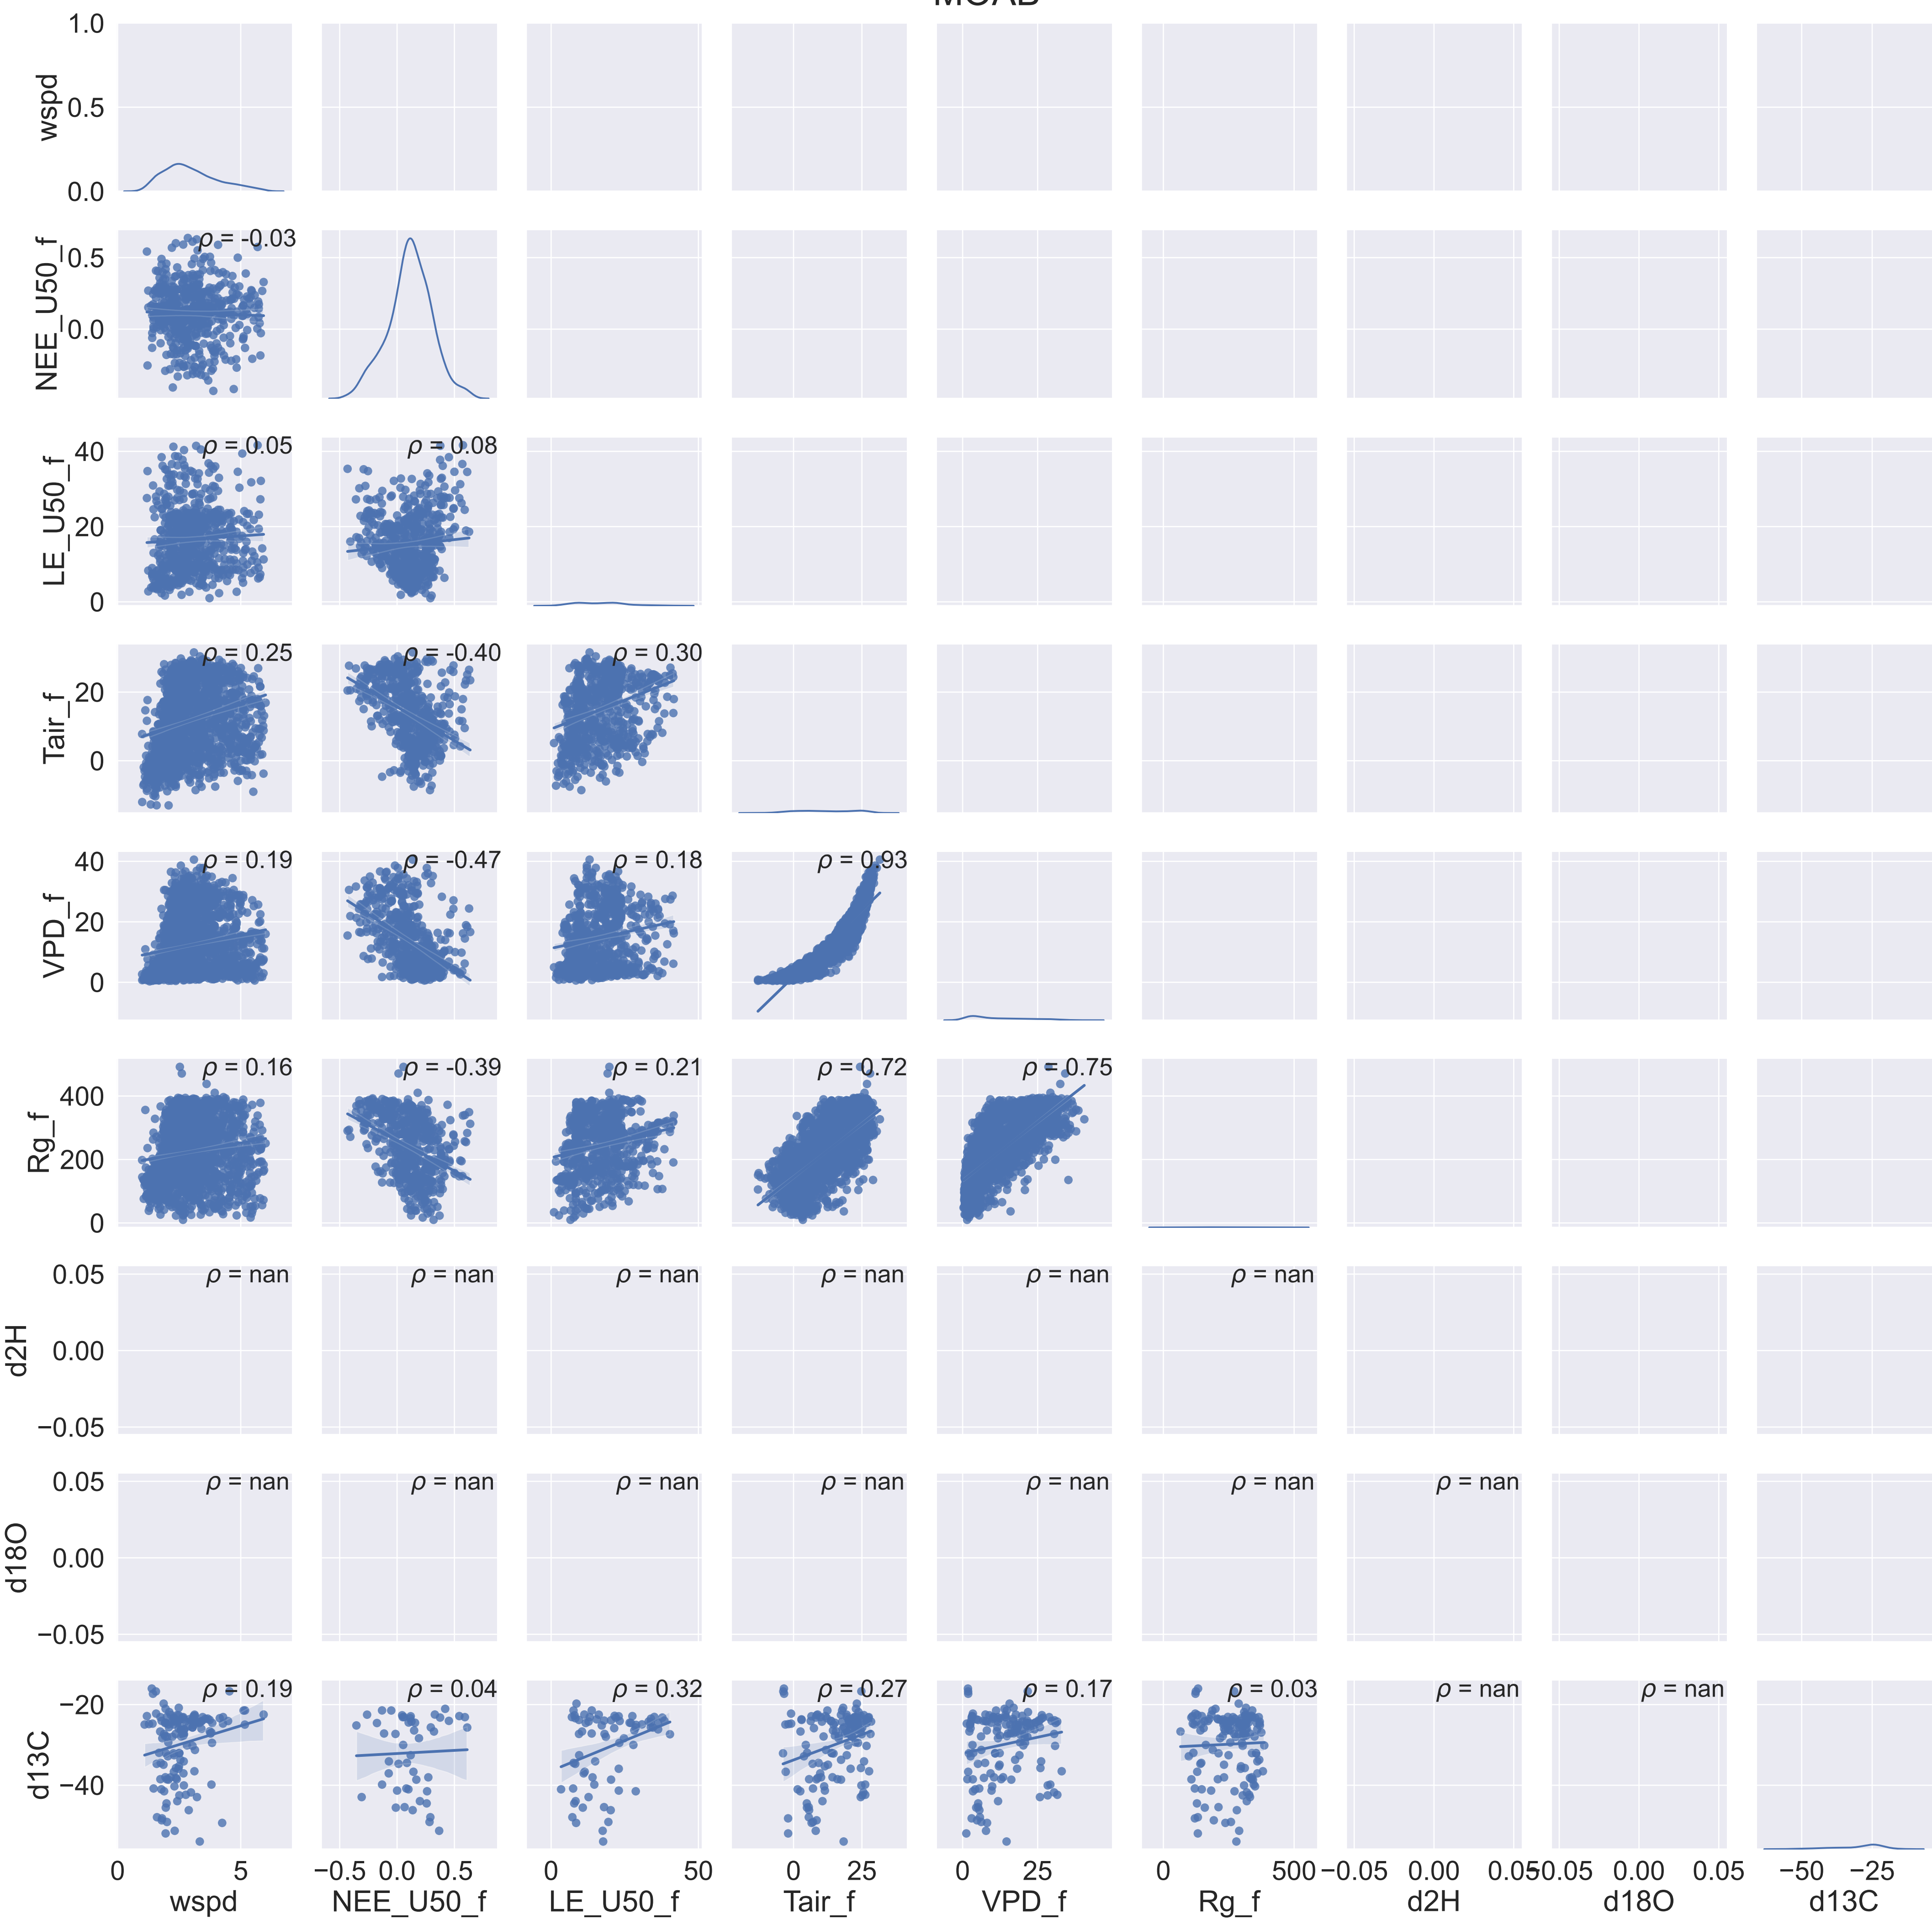 MOAB
1.0
0.5
0.0
wspd
ρ = -0.03
0.5
0.0
NEE_U50_f
ρ = 0.05 ρ = 0.08
40
20
0
LE_U50_f
ρ = 0.25 ρ = -0.40 ρ = 0.30
20
0
Tair_f
ρ = 0.19 ρ = -0.47 ρ = 0.18 ρ = 0.93
40
20
0
VPD_f
ρ = 0.16 ρ = -0.39 ρ = 0.21 ρ = 0.72 ρ = 0.75
400
200
0
Rg_f
0.05 ρ = nan ρ = nan ρ = nan ρ = nan ρ = nan ρ = nan
0.00
−0.05
d2H
0.05 ρ = nan ρ = nan ρ = nan ρ = nan ρ = nan ρ = nan ρ = nan
0.00
−0.05
d18O
ρ = 0.19 ρ = 0.04 ρ = 0.32 ρ = 0.27 ρ = 0.17 ρ = 0.03 ρ = nan ρ = nan
−20
−40
d13C
0 5 −0.5 0.0 0.5 0 50 0 25 0 25 0 500 −0.05 0.00 0.05 −0.05 0.00 0.05 −50 −25
wspd NEE_U50_f LE_U50_f Tair_f VPD_f Rg_f d2H d18O d13C